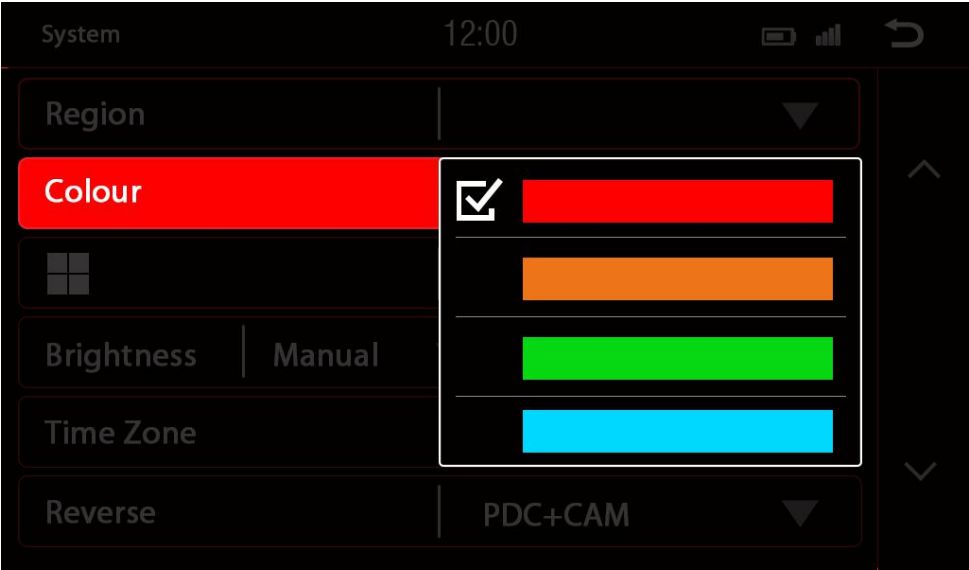 System 12:00
Region
Colour
Brightness Manual
Time Zone
Reverse PDC+CAM